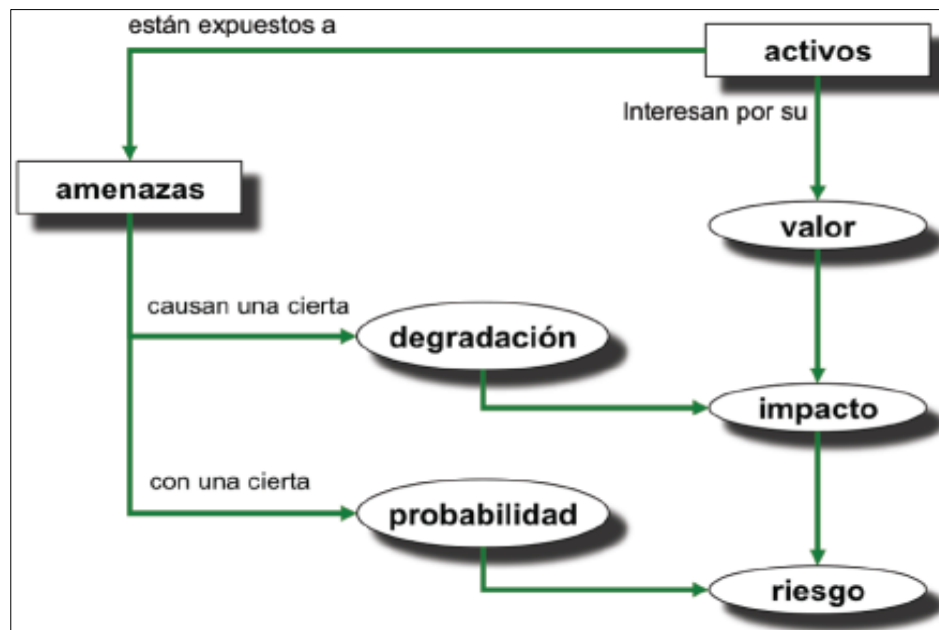 están expuestos a
activos
Interesan por su
amenazas
valor
causan una cierta
degradación
impacto
con una cierta
probabilidad
riesgo